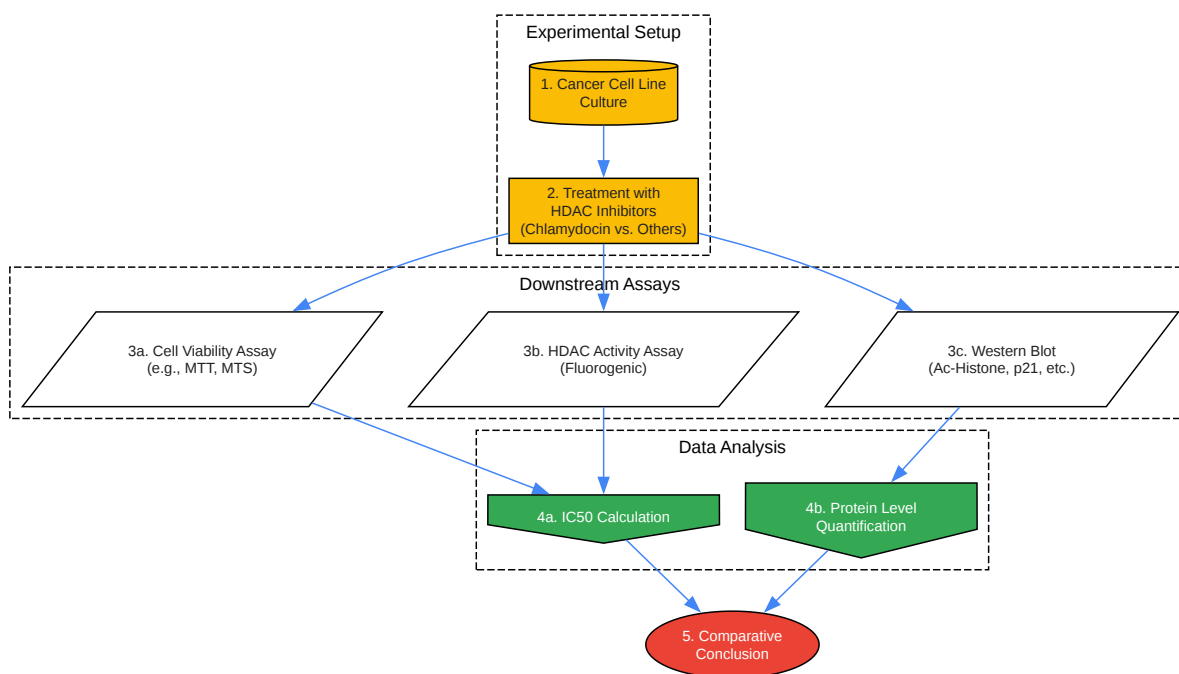 Experimental Setup
1. Cancer Cell Line
Culture
2. Treatment with
HDAC Inhibitors
(Chlamydocin vs. Others)
Downstream Assays
3a. Cell Viability Assay
(e.g., MTT, MTS)
3b. HDAC Activity Assay
(Fluorogenic)
3c. Western Blot
(Ac-Histone, p21, etc.)
Data Analysis
4a. IC50 Calculation
4b. Protein Level
Quantification
5. Comparative
Conclusion